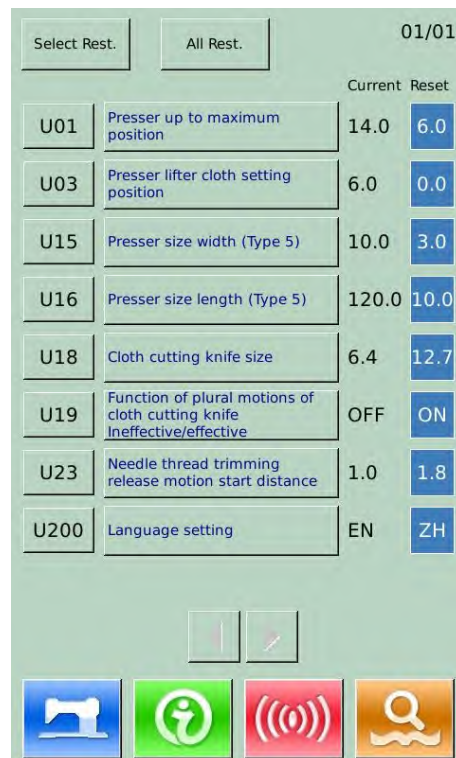 Select Rest. All Rest. 01/01
Current Reset
U01 Presser up to maximum position 14.0 6.0
U03 Presser lifter cloth setting position 6.0 0.0
U15 Presser size width (Type 5) 10.0 3.0
U16 Presser size length (Type 5) 120.0 10.0
U18 Cloth cutting knife size 6.4 12.7
U19 Function of plural motions of cloth cutting knife Ineffective/effective OFF ON
U23 Needle thread trimming release motion start distance 1.0 1.8
U200 Language setting EN ZH